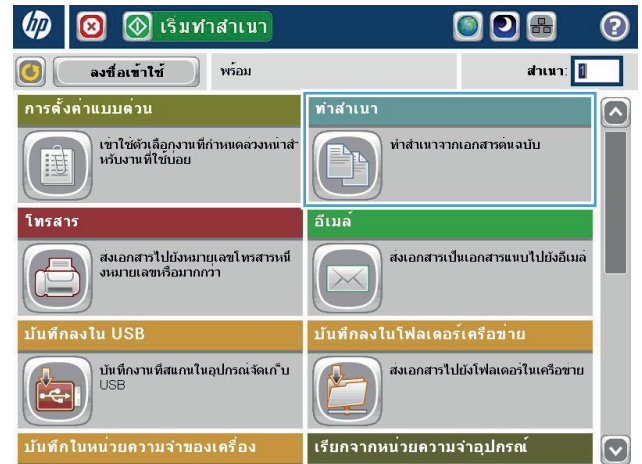 hp
เริ่มทำสำเนา
?
ลงชื่อเข้าใช้
พร้อม
สำเนา: 1
การตั้งค่าแบบด่วน
เข้าใช้ตัวเลือกงานที่กำหนดล่วงหน้าสำ
หรับงานที่ใช้บ่อย
ทำสำเนา
ทำสำเนาจากเอกสารต้นฉบับ
โทรสาร
ส่งเอกสารไปยังหมายเลขโทรสารหนึ่
งหมายเลขหรือมากกว่า
อีเมล์
ส่งเอกสารเป็นเอกสารแนบไปยังอีเมล
บันทึกลงใน USB
บันทึกงานที่สแกนในอุปกรณ์จัดเก็บ
USB
บันทึกลงในโฟลเดอร์เครือข่าย
ส่งเอกสารไปยังโฟลเดอร์ในเครือข่าย
บันทึกในหน่วยความจำของเครื่อง
เรียกจากหน่วยความจำอุปกรณ์